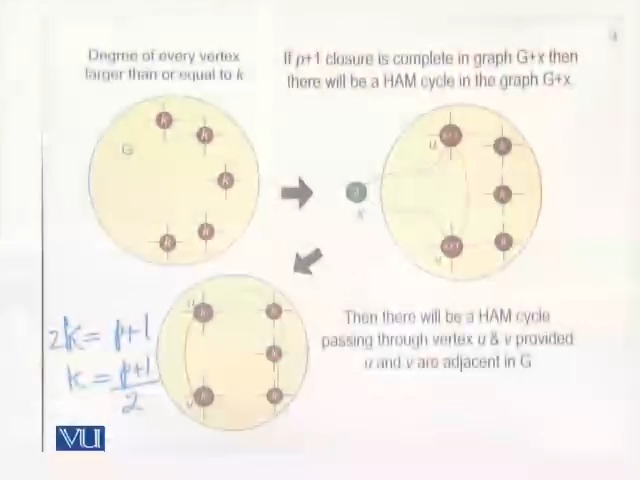 Degree of every vertex
larger than or equal to k
If p+1 closure is complete in graph G+x then
there will be a HAM cycle in the graph G+x.
G
k
k
k
k
k
u
k
k
k
x
u
k
v
k
k
k
k
Then there will be a HAM cycle
passing through vertex u & v provided
u and v are adjacent in G
2k = p+1
k = p+1
2
VU